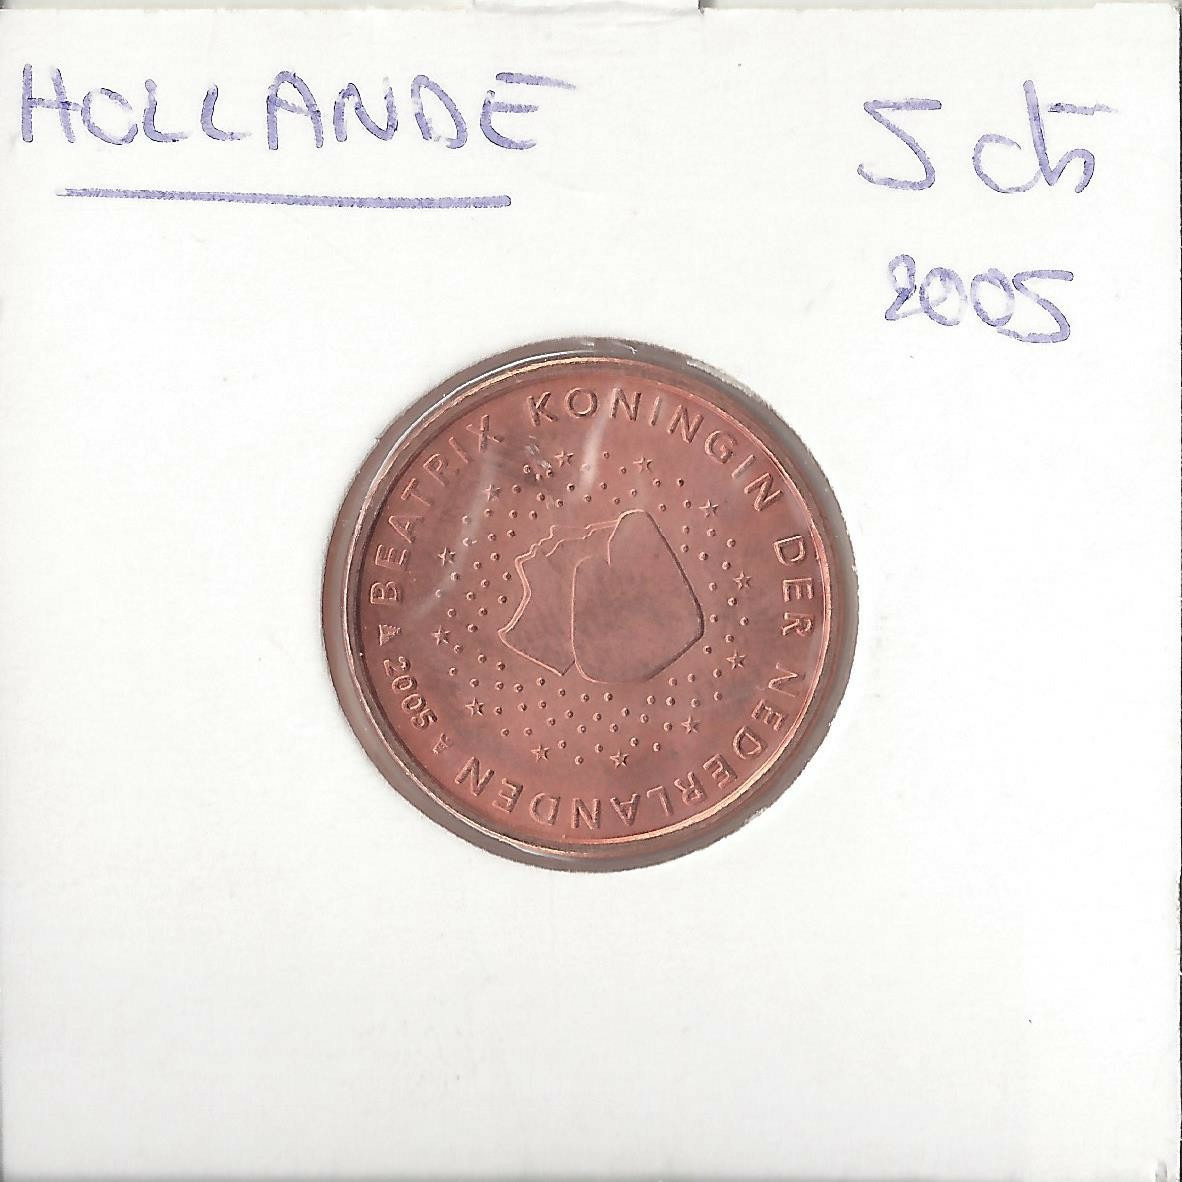 HOLLANDE
5 cts
2005
BEATRIX KONINGIN DER NEDERLANDEN
2005